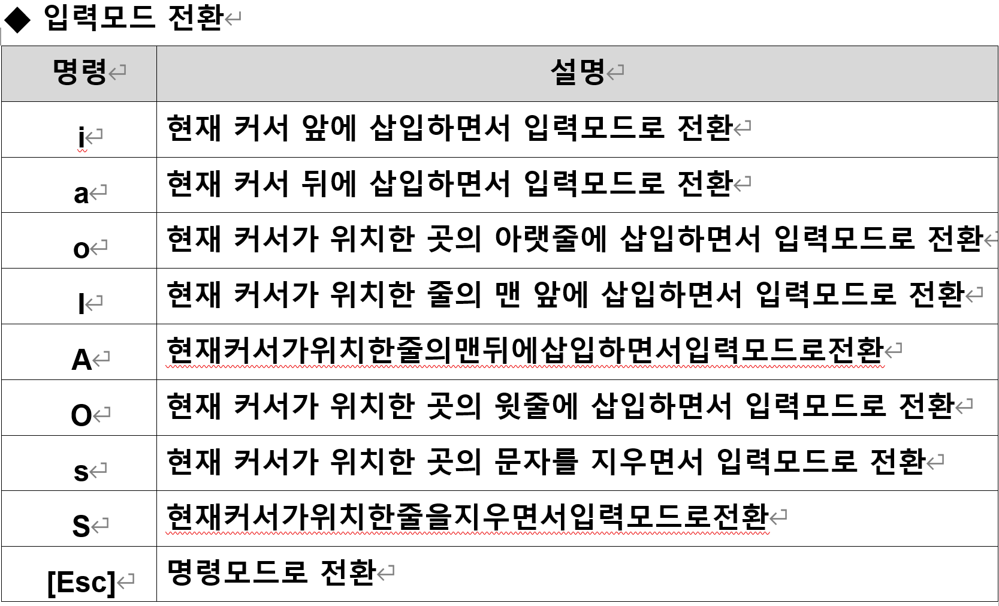 ◆ 입력모드 전환
명령 설명
i 현재 커서 앞에 삽입하면서 입력모드로 전환
a 현재 커서 뒤에 삽입하면서 입력모드로 전환
o 현재 커서가 위치한 곳의 아랫줄에 삽입하면서 입력모드로 전환
I 현재 커서가 위치한 줄의 맨 앞에 삽입하면서 입력모드로 전환
A 현재커서가위치한줄의맨뒤에삽입하면서입력모드로전환
O 현재 커서가 위치한 곳의 윗줄에 삽입하면서 입력모드로 전환
s 현재 커서가 위치한 곳의 문자를 지우면서 입력모드로 전환
S 현재커서가위치한줄을지우면서입력모드로전환
[Esc] 명령모드로 전환